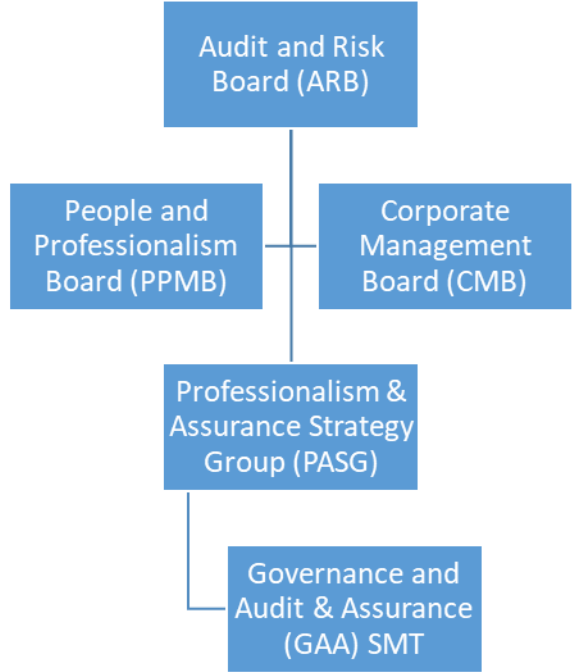 Audit and Risk
Board (ARB)
People and
Professionalism
Board (PPMB)
Corporate
Management
Board (CMB)
Professionalism &
Assurance Strategy
Group (PASG)
Governance and
Audit & Assurance
(GAA) SMT